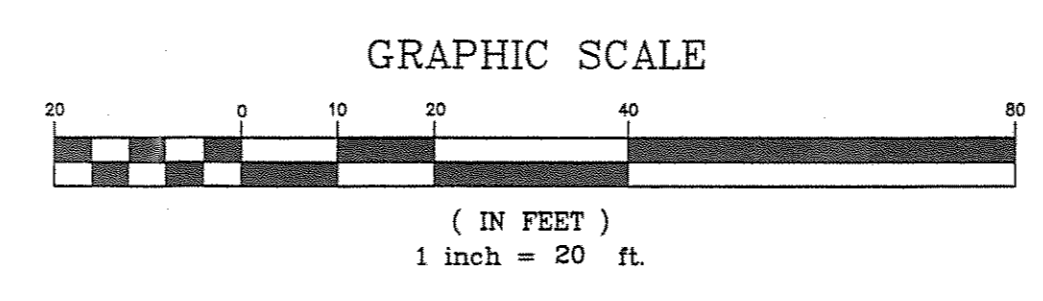 GRAPHIC SCALE
20 0 10 20 40 80
( IN FEET )
1 inch = 20 ft.